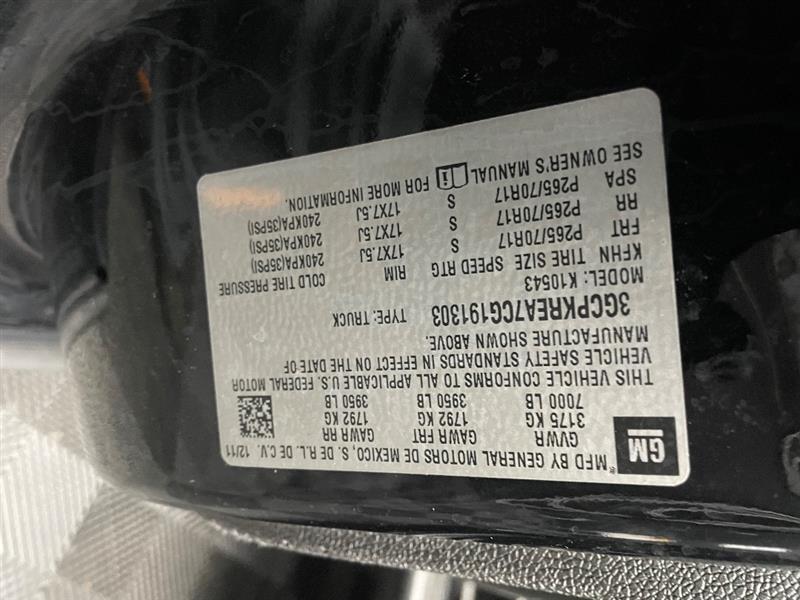 GM
MFD BY GENERAL MOTORS DE MEXICO, S. DE R.L. DE C.V. 12/11
GVWR GAWR FRT GAWR RR
3175 KG 1792 KG 1792 KG
7000 LB 3950 LB 3950 LB
THIS VEHICLE CONFORMS TO ALL APPLICABLE U.S. FEDERAL MOTOR
VEHICLE SAFETY STANDARDS IN EFFECT ON THE DATE OF
MANUFACTURE SHOWN ABOVE.
3GCPKREA7CG191303 TYPE: TRUCK
MODEL: K10543
KFHN TIRE SIZE SPEED RTG RIM COLD TIRE PRESSURE
FRT P265/70R17 S 17X7.5J 240KPA(35PSI)
RR P265/70R17 S 17X7.5J 240KPA(35PSI)
SPA P265/70R17 S 17X7.5J 240KPA(35PSI)
SEE OWNER'S MANUAL FOR MORE INFORMATION.